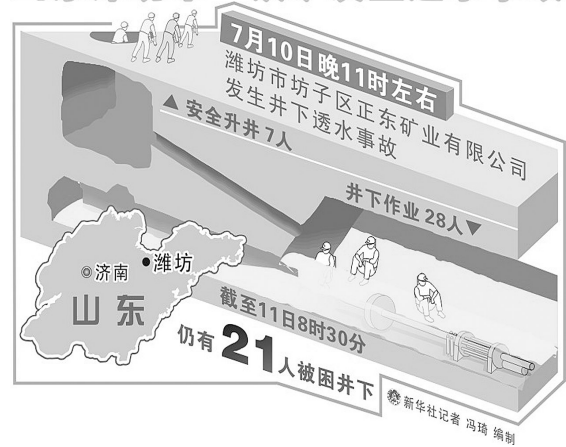 7月10日晚11时左右
潍坊市坊子区正东矿业有限公司
发生井下透水事故
▲安全升井7人
井下作业28人▼
◎济南
●潍坊
山东
截至11日8时30分
仍有21人被困井下
新华社记者 冯琦 编制